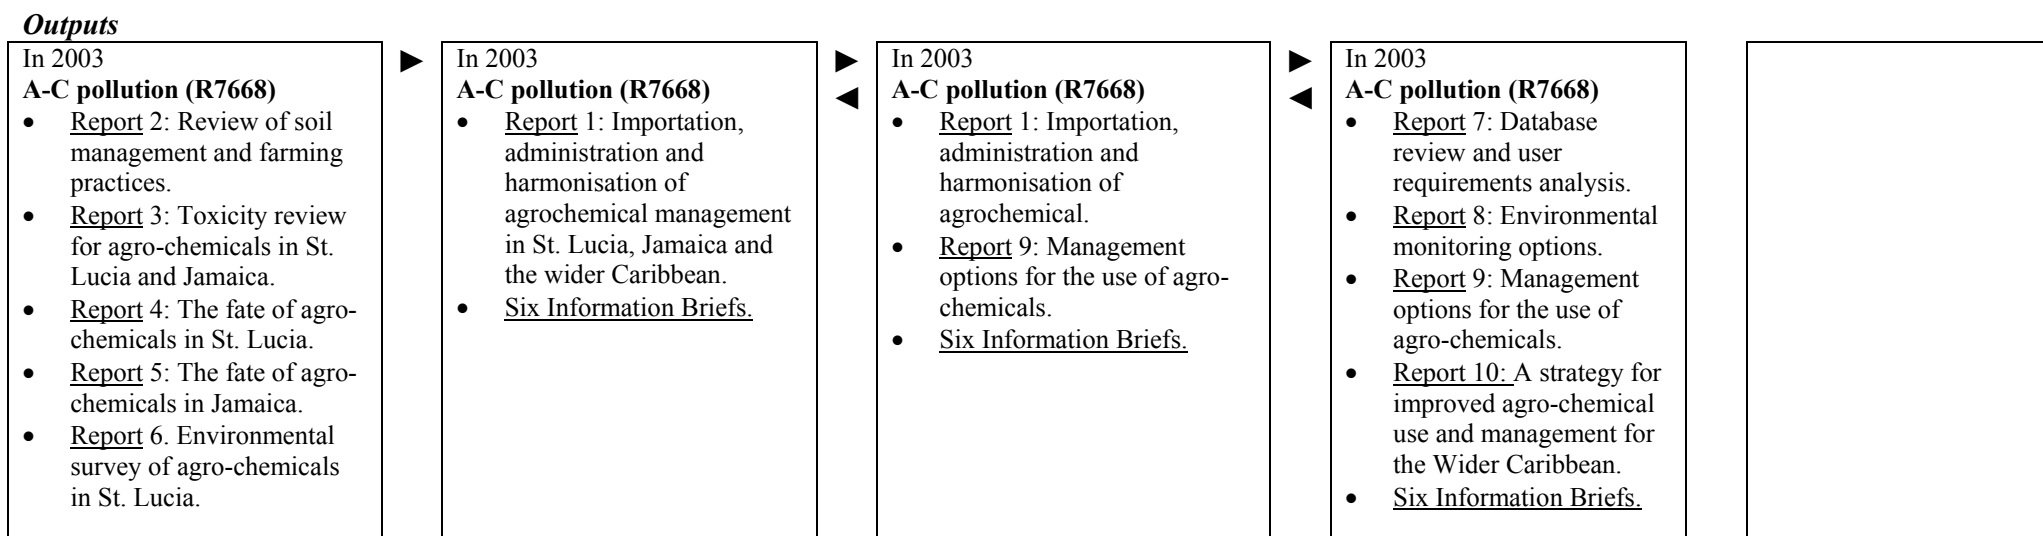 Outputs
In 2003
A-C pollution (R7668)
• Report 2: Review of soil
management and farming
practices.
• Report 3: Toxicity review
for agro-chemicals in St.
Lucia and Jamaica.
• Report 4: The fate of agro-
chemicals in St. Lucia.
• Report 5: The fate of agro-
chemicals in Jamaica.
• Report 6. Environmental
survey of agro-chemicals
in St. Lucia.
In 2003
A-C pollution (R7668)
• Report 1: Importation,
administration and
harmonisation of
agrochemical management
in St. Lucia, Jamaica and
the wider Caribbean.
• Six Information Briefs.
In 2003
A-C pollution (R7668)
• Report 1: Importation,
administration and
harmonisation of
agrochemical.
• Report 9: Management
options for the use of agro-
chemicals.
• Six Information Briefs.
In 2003
A-C pollution (R7668)
• Report 7: Database
review and user
requirements analysis.
• Report 8: Environmental
monitoring options.
• Report 9: Management
options for the use of
agro-chemicals.
• Report 10: A strategy for
improved agro-chemical
use and management for
the Wider Caribbean.
• Six Information Briefs.